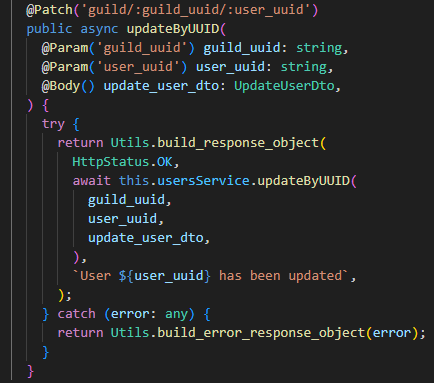 @Patch('guild/:guild_uuid/:user_uuid')
public async updateByUUID(
  @Param('guild_uuid') guild_uuid: string,
  @Param('user_uuid') user_uuid: string,
  @Body() update_user_dto: UpdateUserDto,
) {
  try {
    return Utils.build_response_object(
      HttpStatus.OK,
      await this.usersService.updateByUUID(
        guild_uuid,
        user_uuid,
        update_user_dto,
      ),
      `User ${user_uuid} has been updated`,
    );
  } catch (error: any) {
    return Utils.build_error_response_object(error);
  }
}